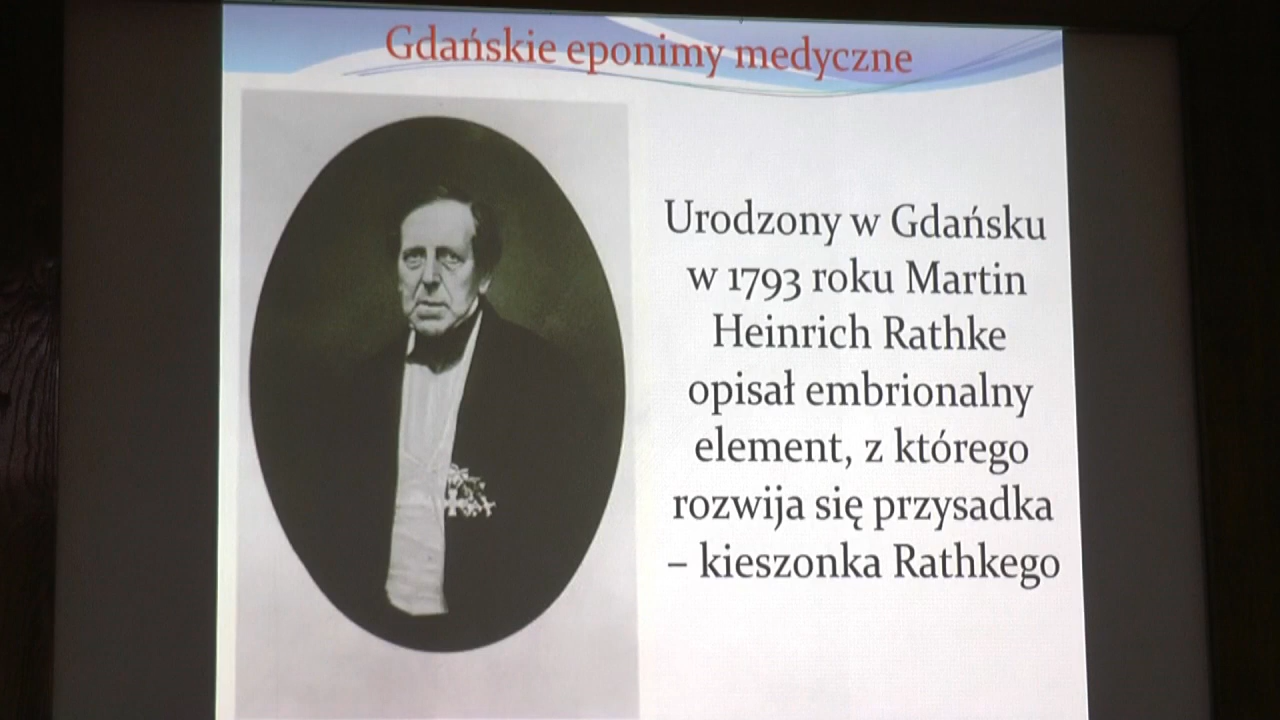 Gdańskie eponimy medyczne
Urodzony w Gdańsku
w 1793 roku Martin
Heinrich Rathke
opisał embrionalny
element, z którego
rozwija się przysadka
– kieszonka Rathkego